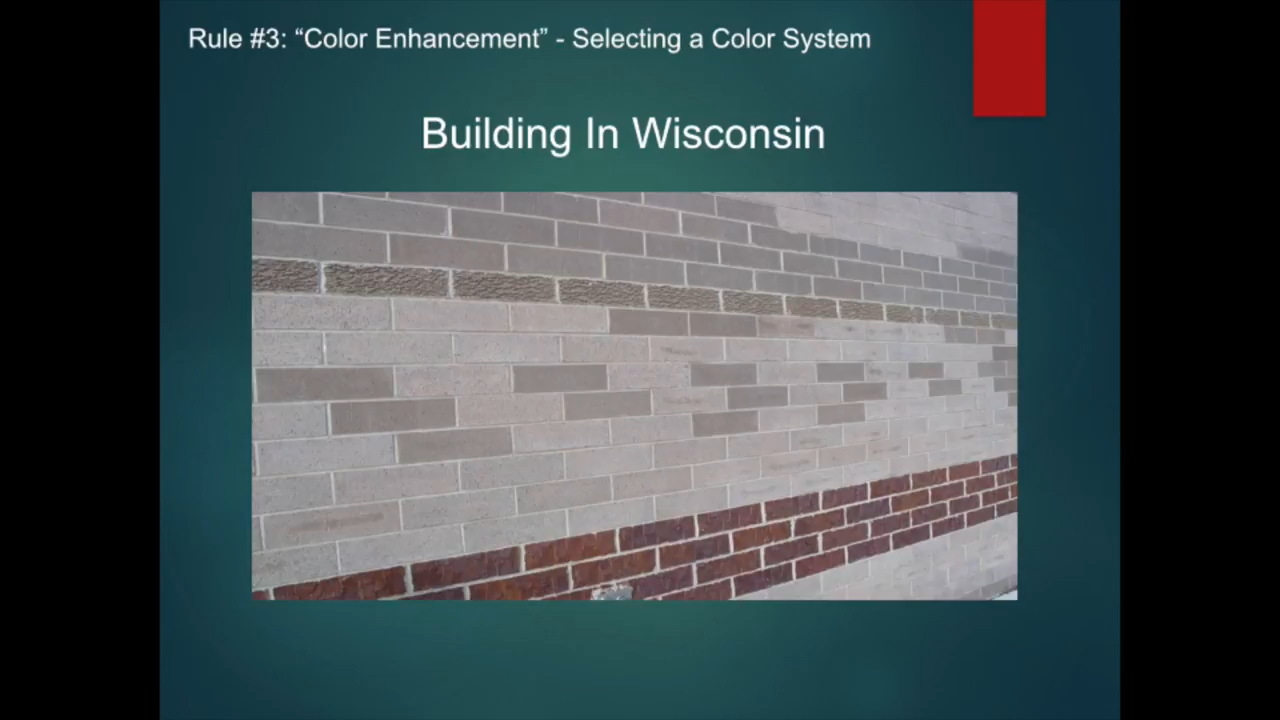 Rule #3: “Color Enhancement” - Selecting a Color System
Building In Wisconsin